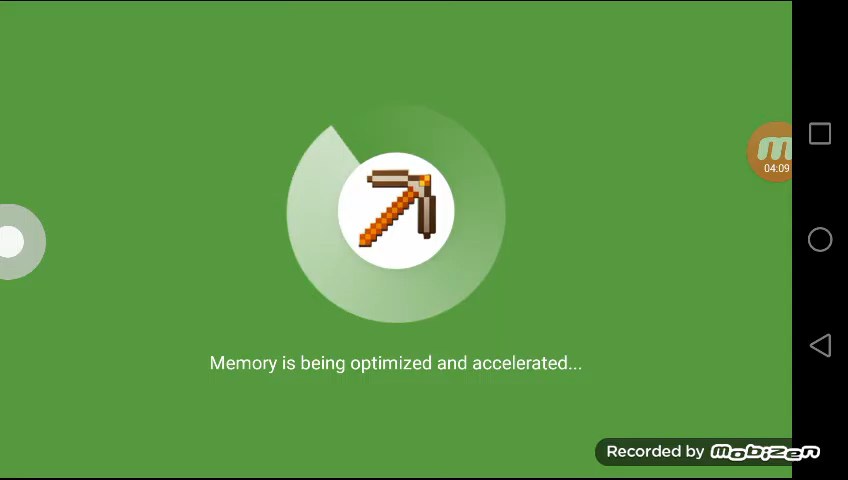 04:09
Memory is being optimized and accelerated...
Recorded by mobizen